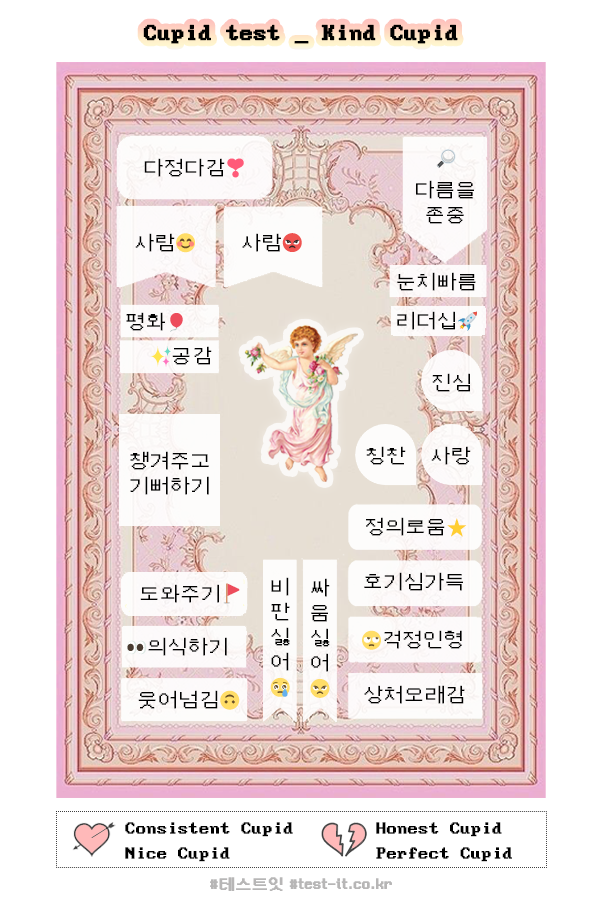 Cupid test _ Kind Cupid
다정다감❣️
🔎
다름을
존중
사람😊
사람😡
눈치빠름
평화🎈
리더십🚀
✨공감
진심
챙겨주고
기뻐하기
칭찬
사랑
정의로움⭐
도와주기🚩
비판싫어😢
싸움싫어😠
호기심가득
👀의식하기
🙄걱정인형
웃어넘김🙃
상처오래감
Consistent Cupid
Nice Cupid
Honest Cupid
Perfect Cupid
#테스트잇 #test-it.co.kr